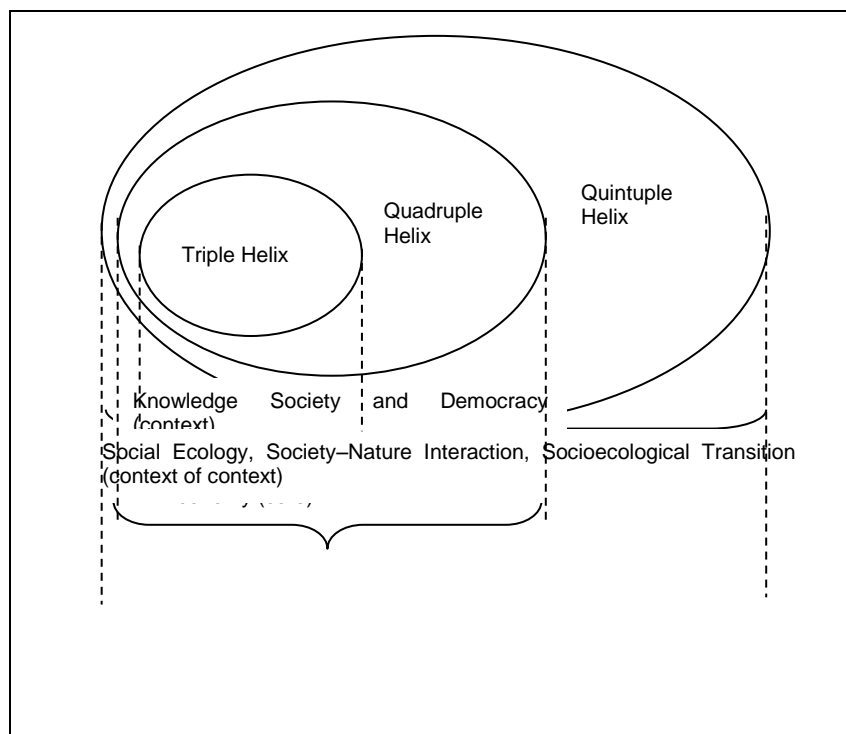 Quintuple
Helix
Quadruple
Helix
Triple Helix
Knowledge Society and Democracy
(context)
Social Ecology, Society–Nature Interaction, Socioecological Transition
(context of context)